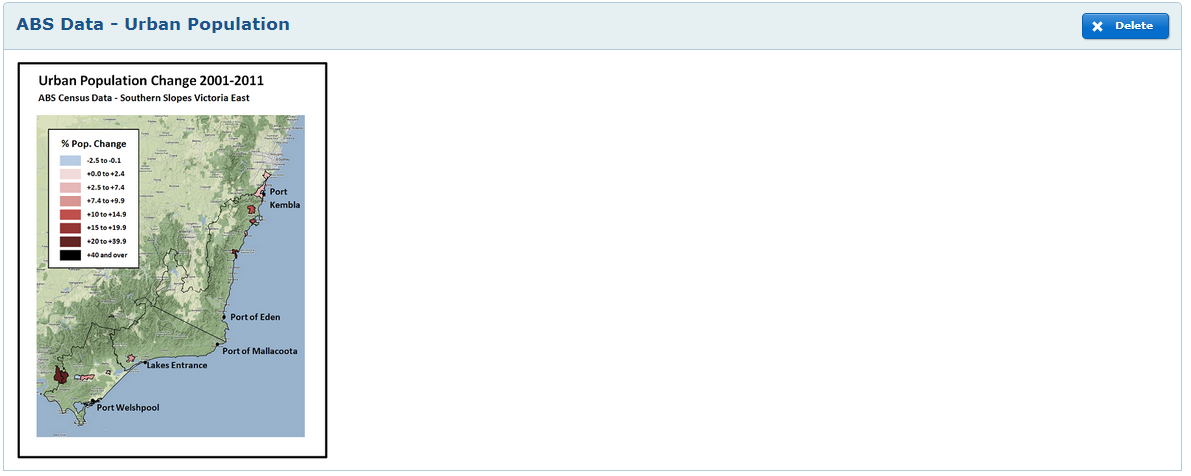 ABS Data - Urban Population
Delete
Urban Population Change 2001-2011
ABS Census Data - Southern Slopes Victoria East
% Pop. Change
-2.5 to -0.1
+0.0 to +2.4
+2.5 to +7.4
+7.4 to +9.9
+10 to +14.9
+15 to +19.9
+20 to +39.9
+40 and over
Port
Kembla
Port of Eden
Port of Mallacoota
Lakes Entrance
Port Welshpool